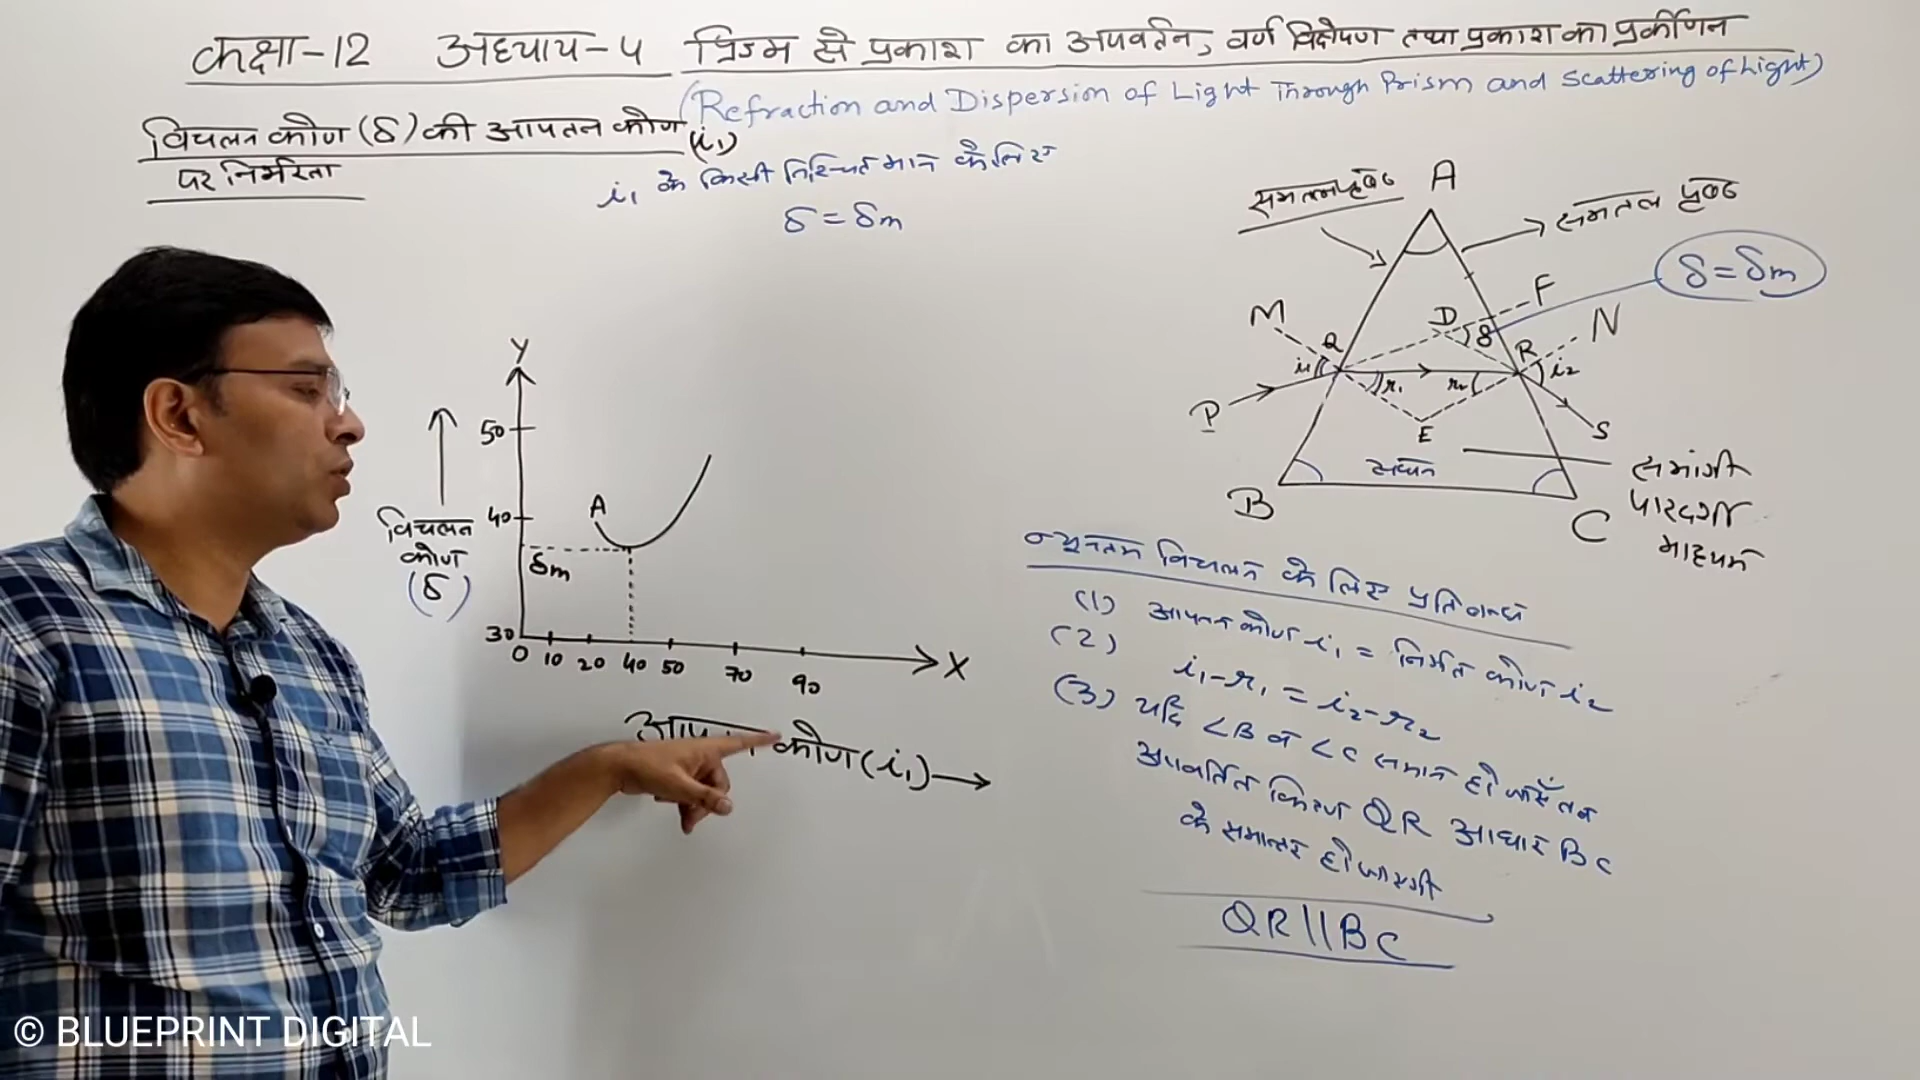 कक्षा-12 अध्याय-4 प्रिज्म से प्रकाश का अपवर्तन, वर्ण विक्षेपण तथा प्रकाश का प्रकीर्णन
(Refraction and Dispersion of Light Through Prism and Scattering of Light)
विचलन कोण (δ) की आपतन कोण (i₁)
पर निर्भरता
i₁ के किसी निश्चित मान के लिए
δ = δm
Y
50
40
30
A
δm
विचलन
कोण
(δ)
0 10 20 40 50 70 90
X
कोण (i₁)
समतल पृष्ठ
A
समतल पृष्ठ
δ = δm
M
D
F
N
Q
δ
R
i₁
r₁
r₂
i₂
P
E
S
सघन
B
C
समांगी
पारदर्शी
माध्यम
न्यूनतम विचलन के लिए प्रतिबन्ध
(1) आपतन कोण i₁ = निर्गत कोण i₂
(2) i₁-r₁ = i₂-r₂
(3) यदि ∠B व ∠C समान हो जाएँ तब
अपवर्तित किरण QR आधार BC
के समान्तर हो जाएगी
QR||BC
© BLUEPRINT DIGITAL